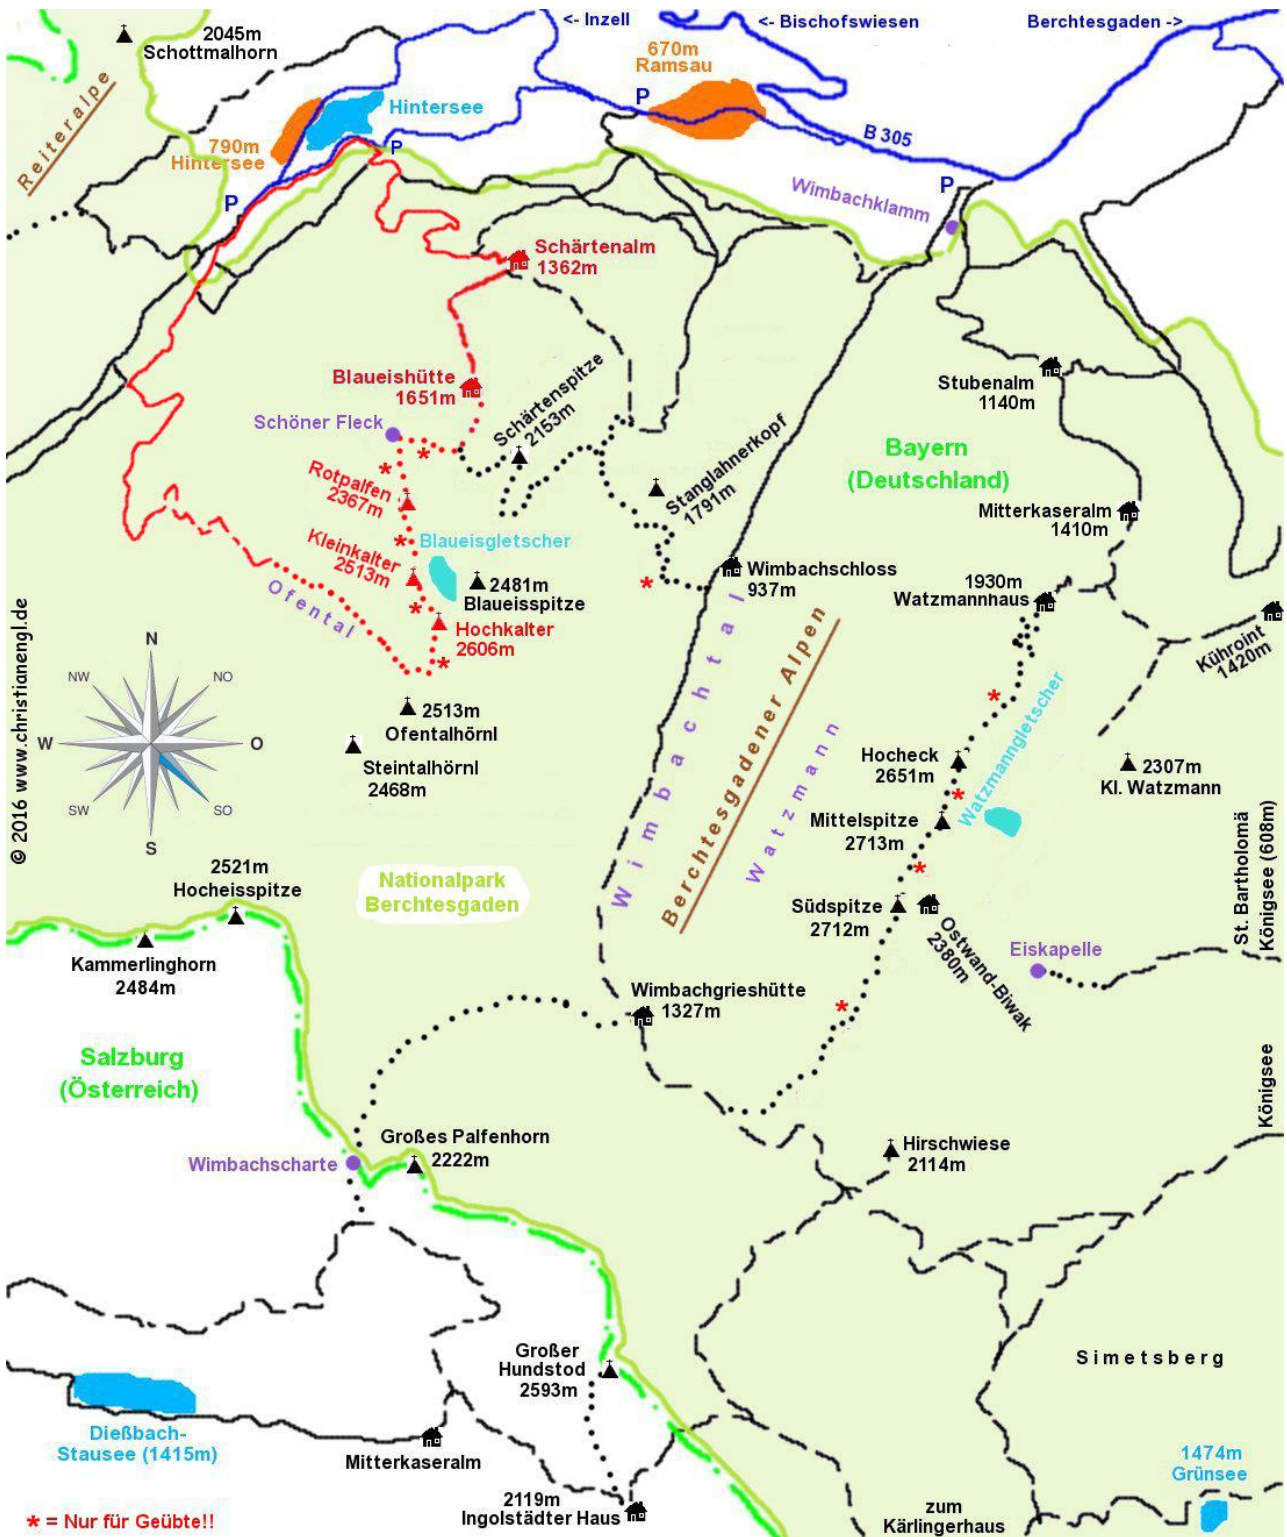 <- Inzell
<- Bischofswiesen
Berchtesgaden ->
2045m
Schottmalhorn
670m
Ramsau
P
Reiteralpe
Hintersee
790m
Hintersee
P
P
B 305
Wimbachklamm
P
Schärtenalm
1362m
Blaueishütte
1651m
Schöner Fleck
Schärtenspitze
2153m
Stubenalm
1140m
Bayern
(Deutschland)
Rotpalfen
2367m
Stanglahnerkopf
1791m
Mitterkaseralm
1410m
Kleinkalter
2513m
Blaueisgletscher
2481m
Blaueisspitze
Wimbachschloss
937m
1930m
Watzmannhaus
Ofental
Hochkalter
2606m
Kühroint
1420m
© 2016 www.christianengl.de
N
NO
O
SO
S
SW
W
NW
2513m
Ofentalhörnl
Steintalhörnl
2468m
Wimbachtal
Berchtesgadener Alpen
Watzmann
Watzmanngletscher
Hocheck
2651m
2307m
Kl. Watzmann
Mittelspitze
2713m
2521m
Hocheisspitze
Nationalpark
Berchtesgaden
Südspitze
2712m
Ostwand-Biwak
2380m
St. Bartholomä
Königsee (608m)
Eiskapelle
Kammerlinghorn
2484m
Wimbachgrieshütte
1327m
Salzburg
(Österreich)
Königsee
Großes Palfenhorn
2222m
Hirschwiese
2114m
Wimbachscharte
Großer
Hundstod
2593m
Simetsberg
Dießbach-
Stausee (1415m)
Mitterkaseralm
1474m
Grünsee
2119m
Ingolstädter Haus
zum
Kärlingerhaus
* = Nur für Geübte!!